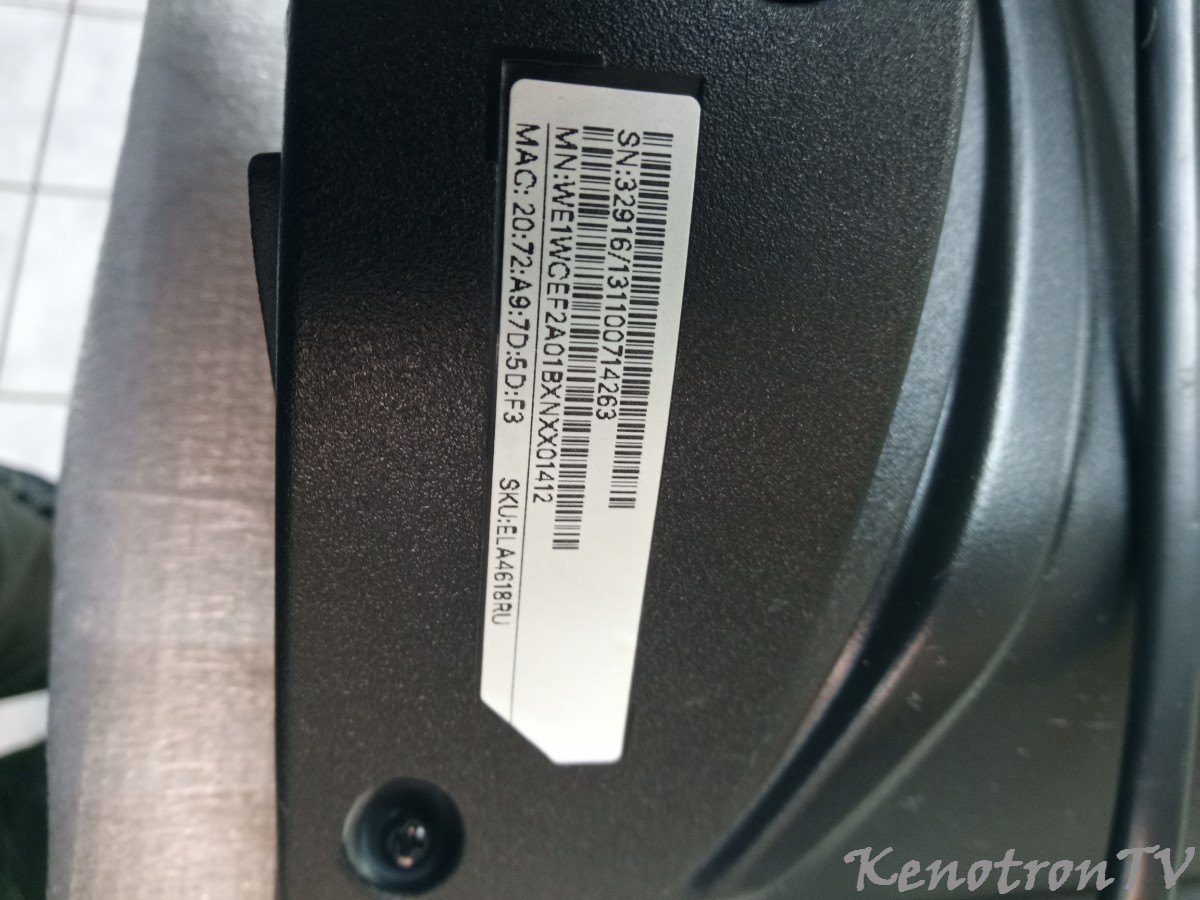 SN:32916/131100714263
MN:WE1WCEF2A01BXNXX01412
MAC: 20:72:A9:7D:5D:F3 SKU:ELA4618RU
KenotronTV